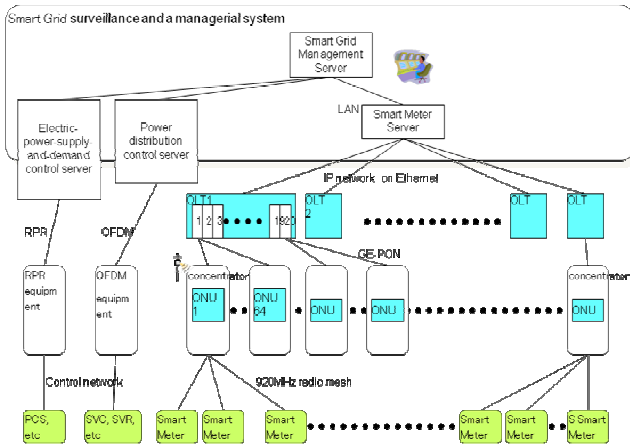 Smart Grid surveillance and a managerial system
Smart Grid
Management
Server
LAN
Smart Meter
Server
Electric-
power-supply-
and-demand
control server
Power
distribution
control server
IP network on Ethernet
OLT1
1 2 3
OLT
2
OLT
OLT
RPR
OFDM
GE-PON
RPR
equipm
ent
OFDM
equipm
ent
concentrator
ONU
1
ONU
64
ONU
ONU
concentrator
ONU
Control network
920MHz radio mesh
PCS,
etc
SVC, SVR,
etc
Smart
Meter
Smart
Meter
Smart
Meter
Smart
Meter
Smart
Meter
S Smart
Meter